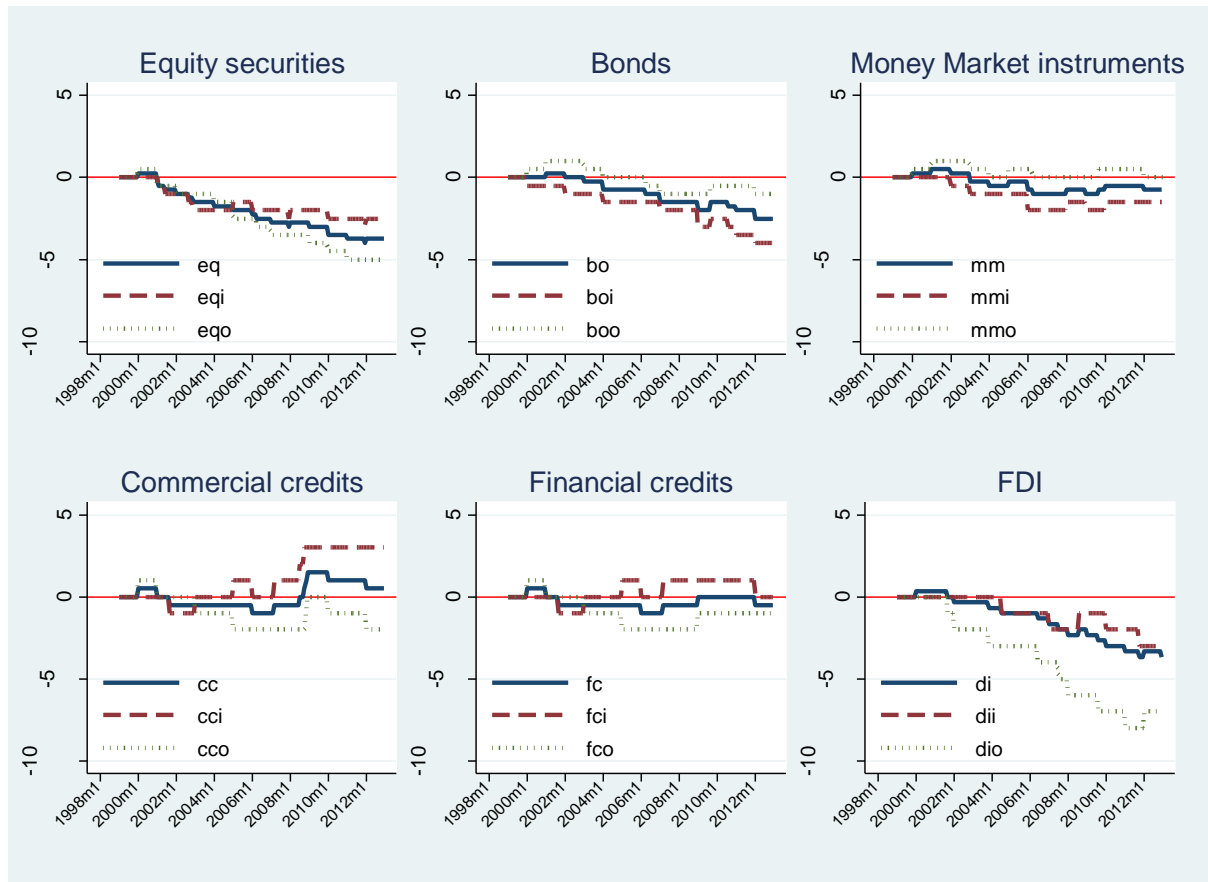 Equity securities
5
0
-5
-10
eq
eqi
eqo
1998m1
2000m1
2002m1
2004m1
2006m1
2008m1
2010m1
2012m1
Bonds
5
0
-5
-10
bo
boi
boo
1998m1
2000m1
2002m1
2004m1
2006m1
2008m1
2010m1
2012m1
Money Market instruments
5
0
-5
-10
mm
mmi
mmo
1998m1
2000m1
2002m1
2004m1
2006m1
2008m1
2010m1
2012m1
Commercial credits
5
0
-5
-10
cc
cci
cco
1998m1
2000m1
2002m1
2004m1
2006m1
2008m1
2010m1
2012m1
Financial credits
5
0
-5
-10
fc
fci
fco
1998m1
2000m1
2002m1
2004m1
2006m1
2008m1
2010m1
2012m1
FDI
5
0
-5
-10
di
dii
dio
1998m1
2000m1
2002m1
2004m1
2006m1
2008m1
2010m1
2012m1